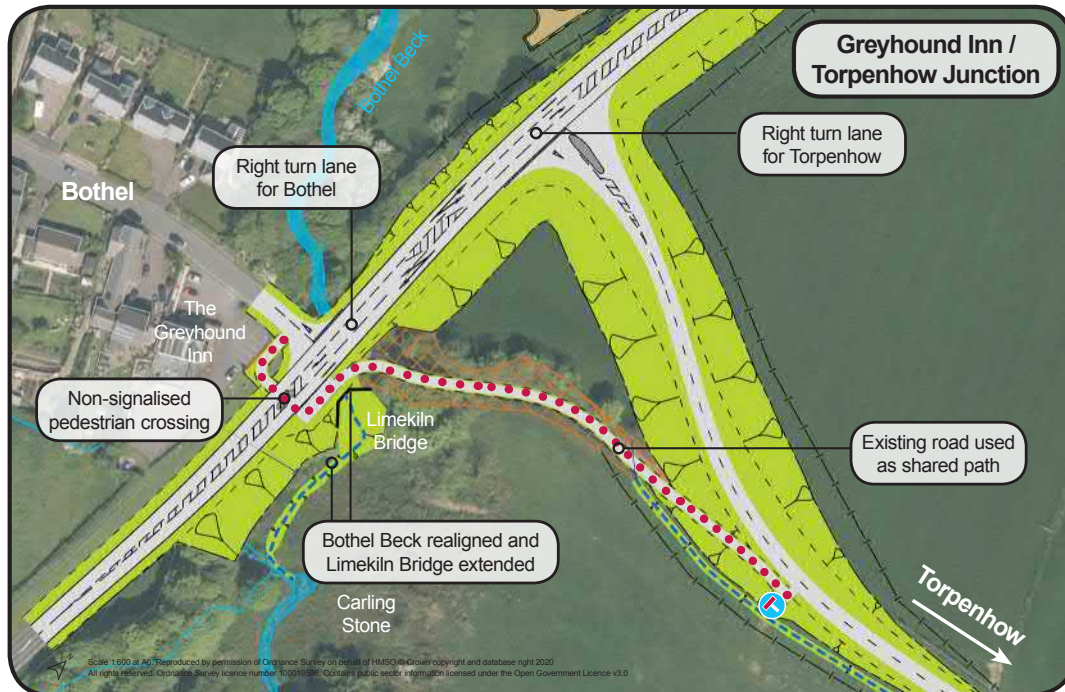 Greyhound Inn /
Torpenhow Junction
Bothel Beck
Right turn lane
for Torpenhow
Right turn lane
for Bothel
Bothel
The
Greyhound
Inn
Non-signalised
pedestrian crossing
Limekiln
Bridge
Existing road used
as shared path
Bothel Beck realigned and
Limekiln Bridge extended
Carling
Stone
Torpenhow
Scale 1:600 at A0. Reproduced by permission of Ordnance Survey on behalf of HMSO © Crown copyright and database right 2020
All rights reserved. Ordnance Survey licence number 100019596. Contains public sector information licensed under the Open Government Licence v3.0